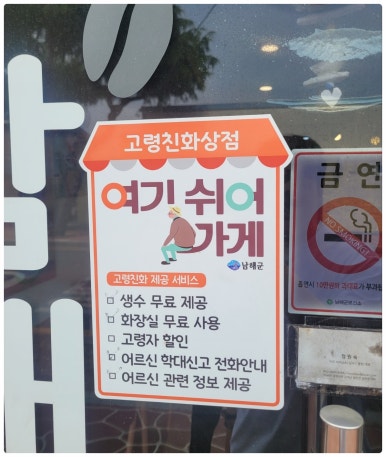 고령친화상점
여기 쉬어
가게
남해군
고령친화 제공 서비스
생수 무료 제공
화장실 무료 사용
고령자 할인
어르신 학대신고 전화안내
어르신 관련 정보 제공
금연
NO SMOKING